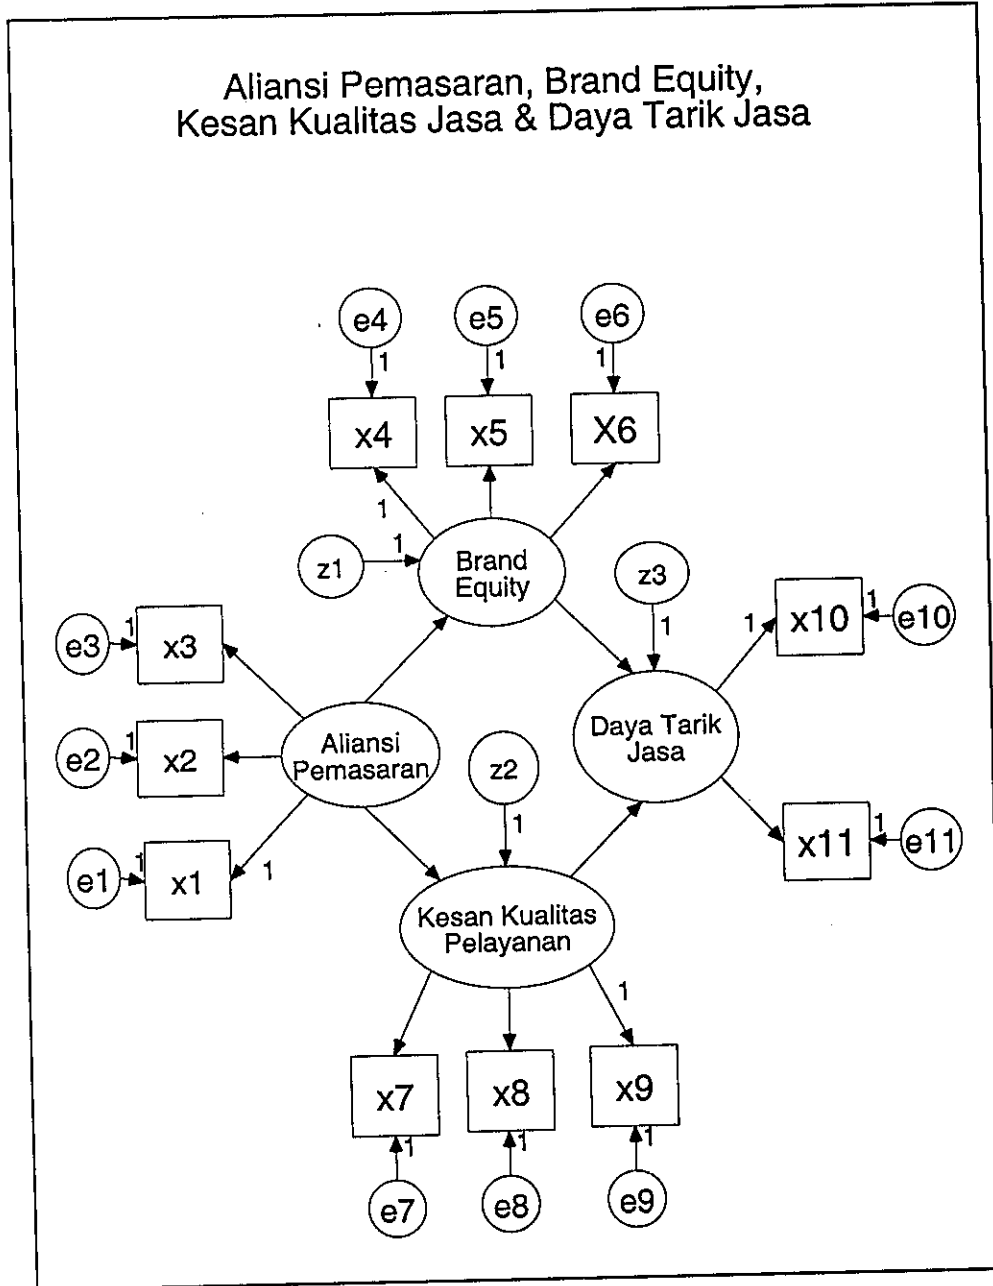 Aliansi Pemasaran, Brand Equity,
Kesan Kualitas Jasa & Daya Tarik Jasa
e4
e5
e6
1
1
1
x4
x5
X6
1
z1
1
Brand
Equity
z3
1
e3
1
x3
1
x10
1
e10
e2
1
x2
Aliansi
Pemasaran
z2
1
Daya Tarik
Jasa
e1
1
x1
1
x11
1
e11
Kesan Kualitas
Pelayanan
1
x7
x8
x9
1
1
1
e7
e8
e9